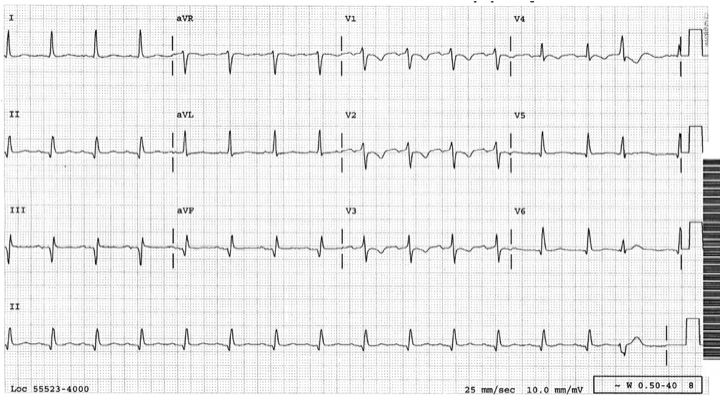 I aVR V1 V4
II aVL V2 V5
III aVF V3 V6
II
Loc 55523-4000 25 mm/sec 10.0 mm/mV ~ W 0.50-40 8